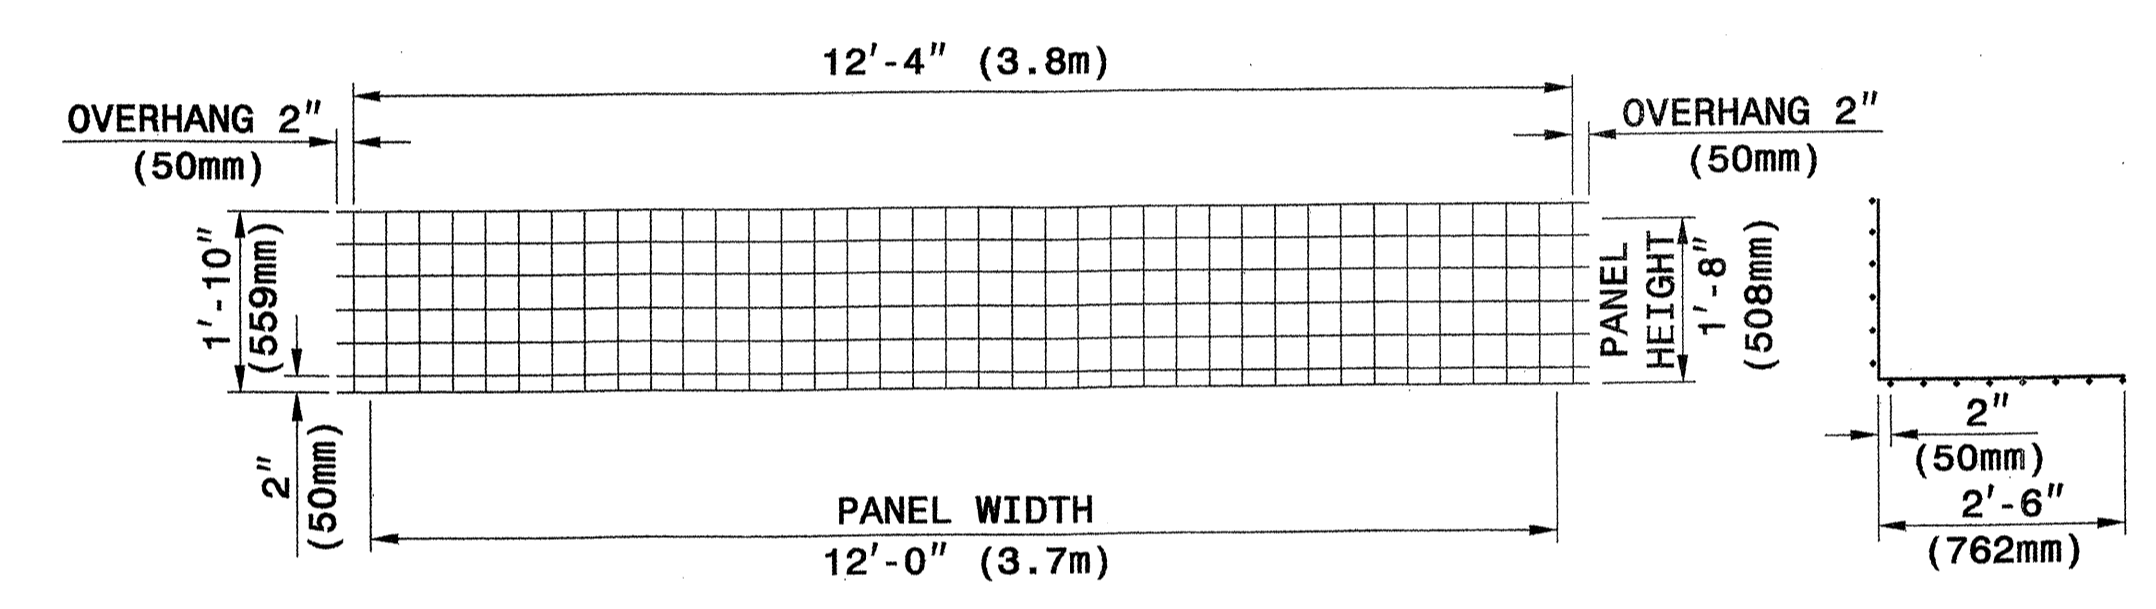 12'-4" (3.8m)
OVERHANG 2"
(50mm)
OVERHANG 2"
(50mm)
1'-10"
(559mm)
2"
(50mm)
PANEL
HEIGHT
1'-8"
(508mm)
PANEL WIDTH
12'-0" (3.7m)
2"
(50mm)
2'-6"
(762mm)